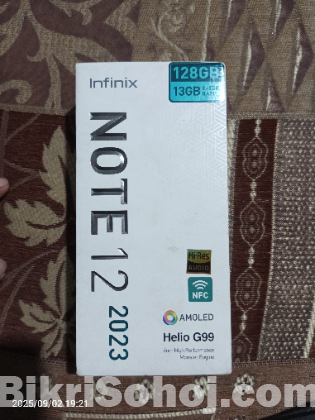 Infinix
128GB
13GB
NOTE 12 2023
Hi-Res
AUDIO
NFC
AMOLED
Helio G99
BikriSohoj.com
2025/09/02 19:21